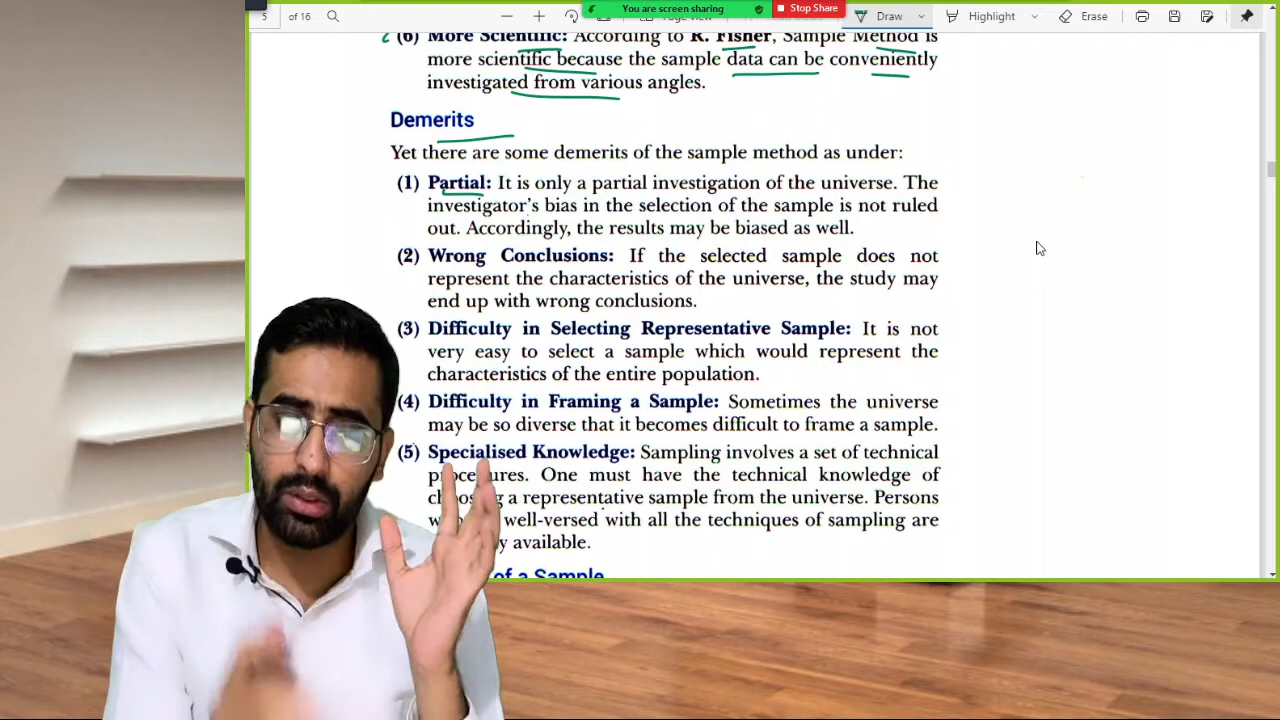 5 of 16
You are screen sharing
Stop Share
Page view
Draw
Highlight
Erase
(6) More Scientific: According to R. Fisher, Sample Method is
more scientific because the sample data can be conveniently
investigated from various angles.
Demerits
Yet there are some demerits of the sample method as under:
(1) Partial: It is only a partial investigation of the universe. The
investigator's bias in the selection of the sample is not ruled
out. Accordingly, the results may be biased as well.
(2) Wrong Conclusions: If the selected sample does not
represent the characteristics of the universe, the study may
end up with wrong conclusions.
(3) Difficulty in Selecting Representative Sample: It is not
very easy to select a sample which would represent the
characteristics of the entire population.
(4) Difficulty in Framing a Sample: Sometimes the universe
may be so diverse that it becomes difficult to frame a sample.
(5) Specialised Knowledge: Sampling involves a set of technical
procedures. One must have the technical knowledge of
a representative sample from the universe. Persons
well-versed with all the techniques of sampling are
available.
of a Sample